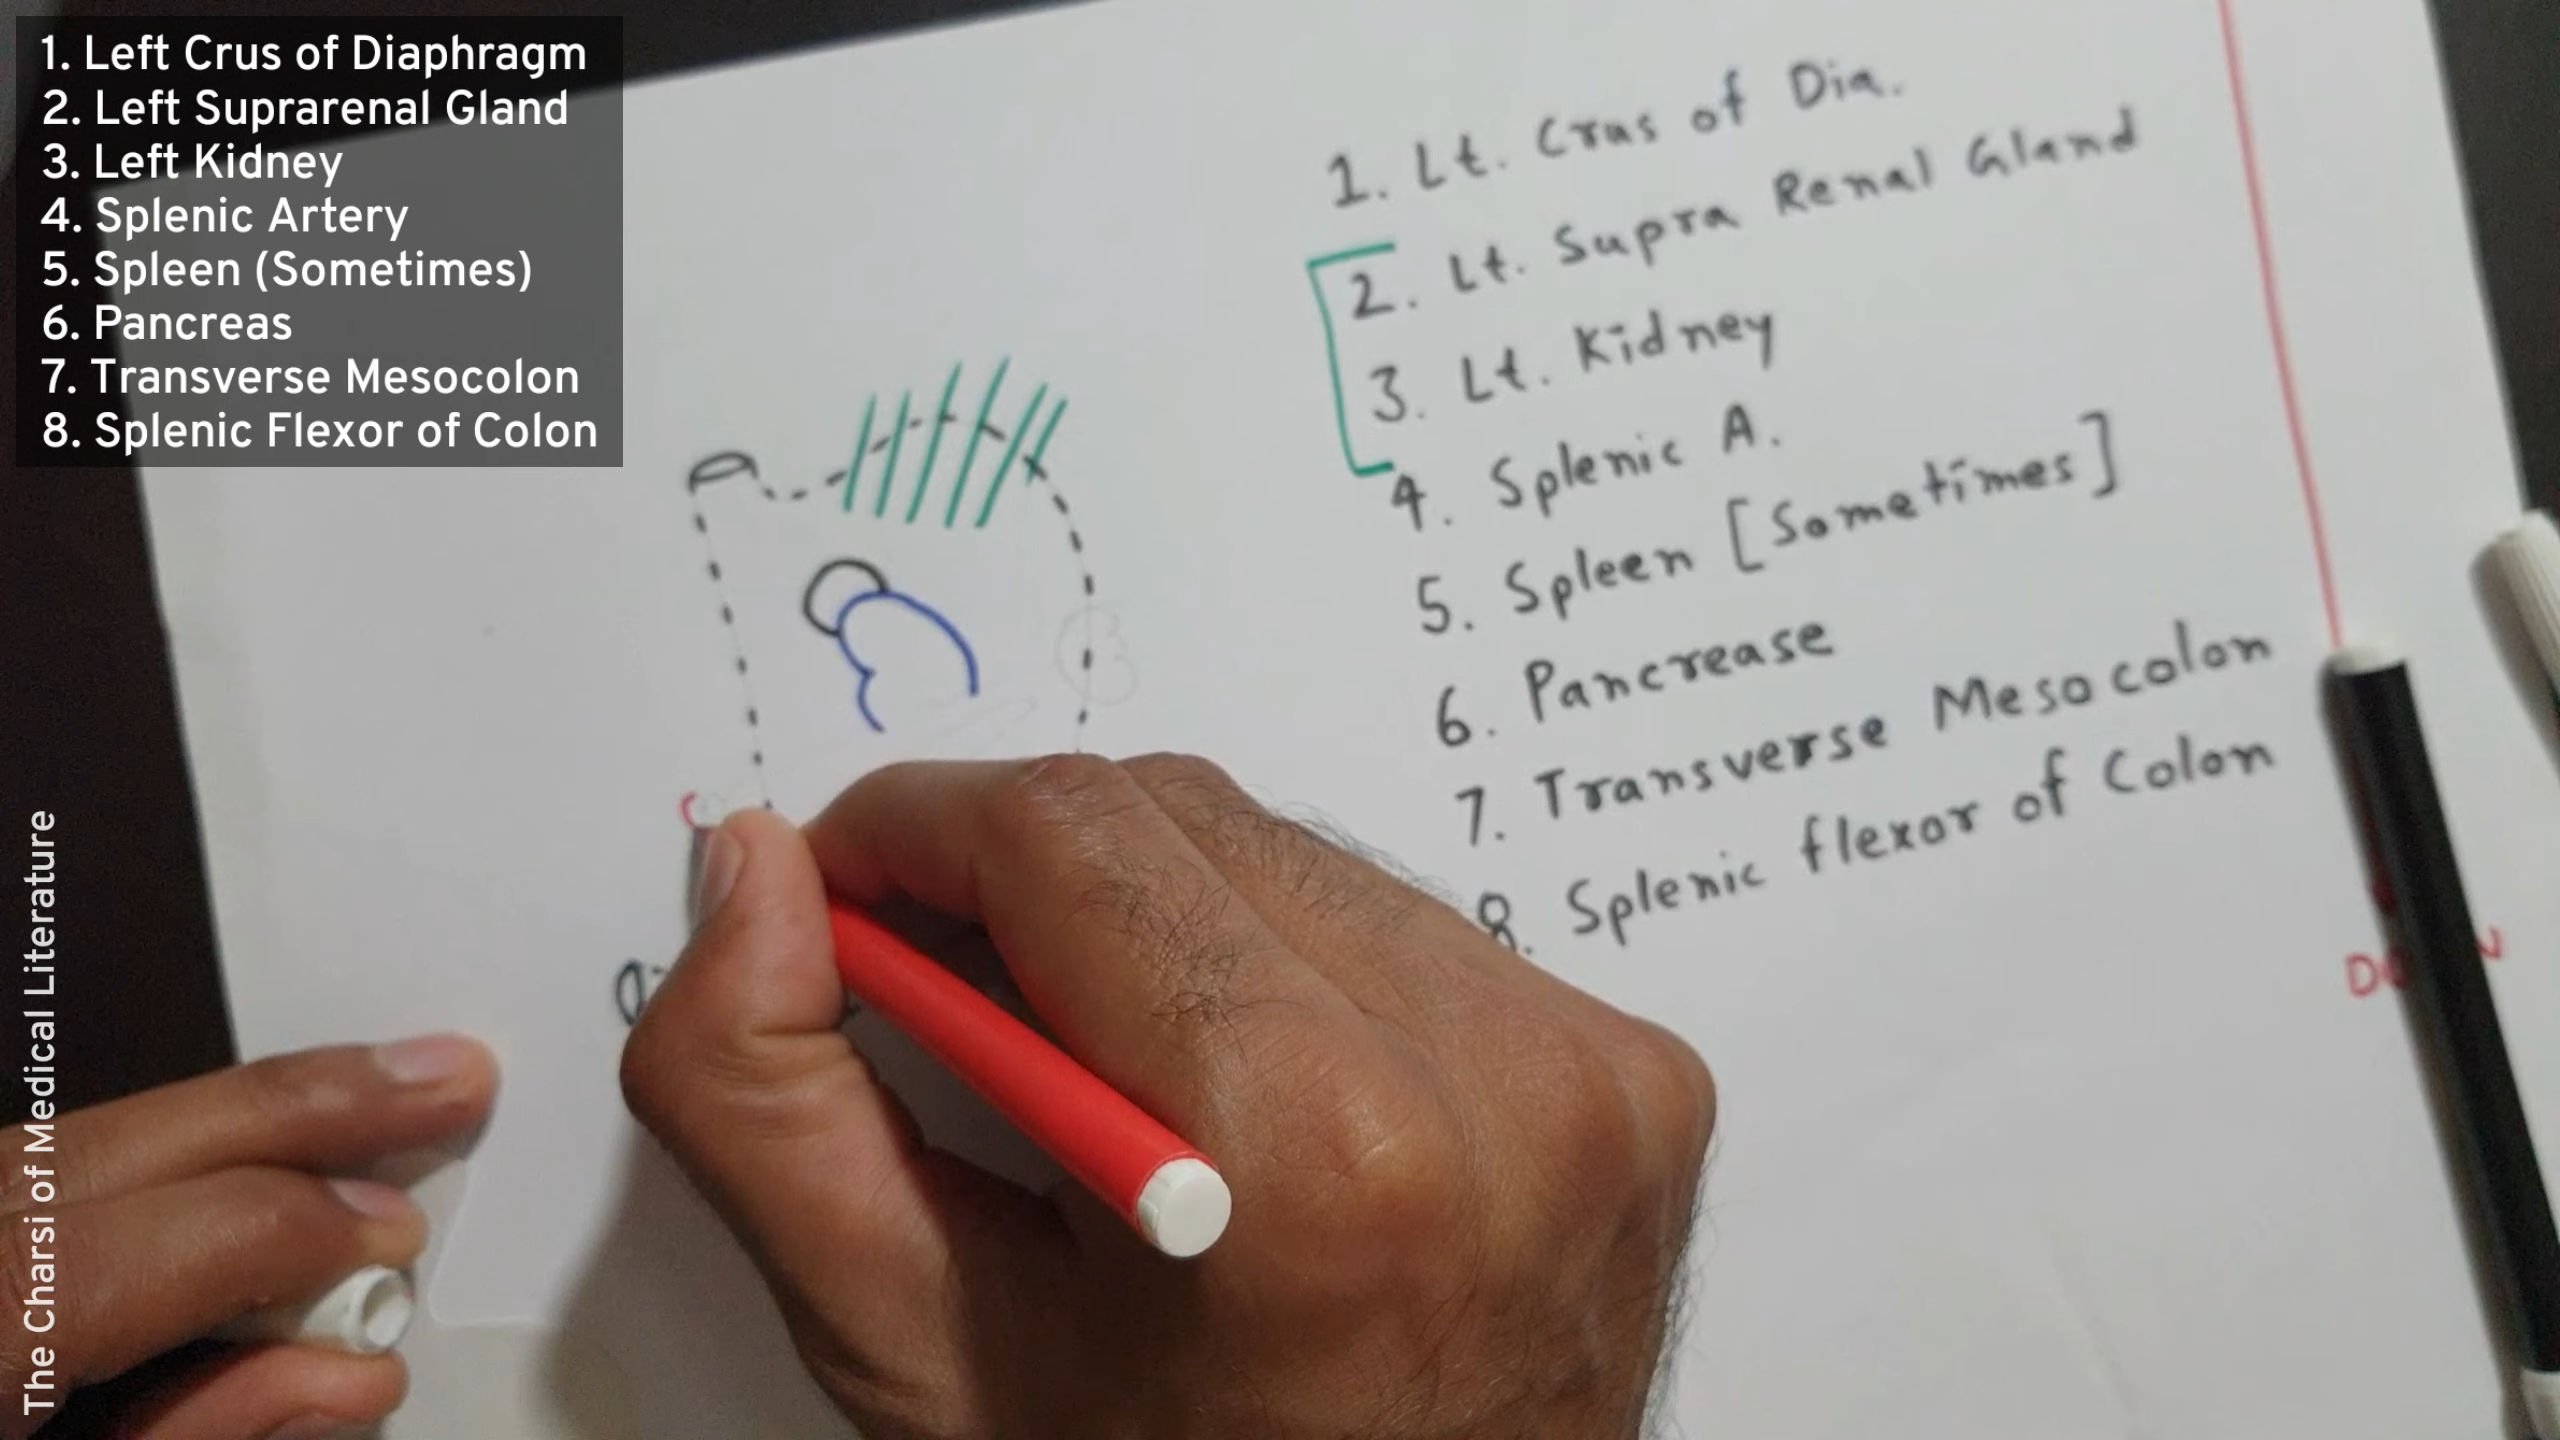 1. Left Crus of Diaphragm
2. Left Suprarenal Gland
3. Left Kidney
4. Splenic Artery
5. Spleen (Sometimes)
6. Pancreas
7. Transverse Mesocolon
8. Splenic Flexor of Colon
1. Lt. Crus of Dia.
2. Lt. Supra Renal Gland
3. Lt. Kidney
4. Splenic A.
5. Spleen [Sometimes]
6. Pancrease
7. Transverse Mesocolon
8. Splenic flexor of Colon
The Charsi of Medical Literature